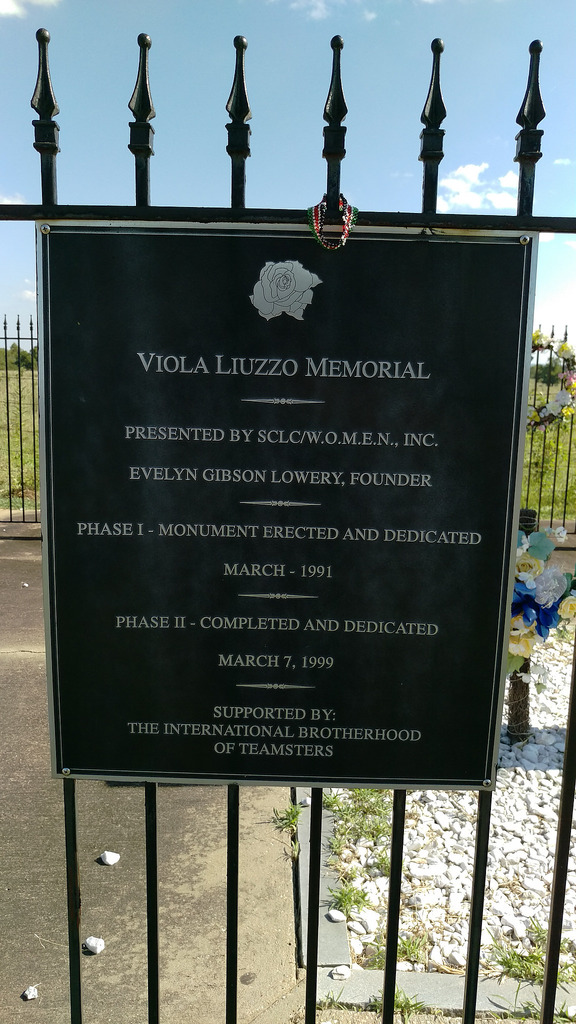 VIOLA LIUZZO MEMORIAL
PRESENTED BY SCLC/W.O.M.E.N., INC.
EVELYN GIBSON LOWERY, FOUNDER
PHASE I - MONUMENT ERECTED AND DEDICATED
MARCH - 1991
PHASE II - COMPLETED AND DEDICATED
MARCH 7, 1999
SUPPORTED BY:
THE INTERNATIONAL BROTHERHOOD
OF TEAMSTERS